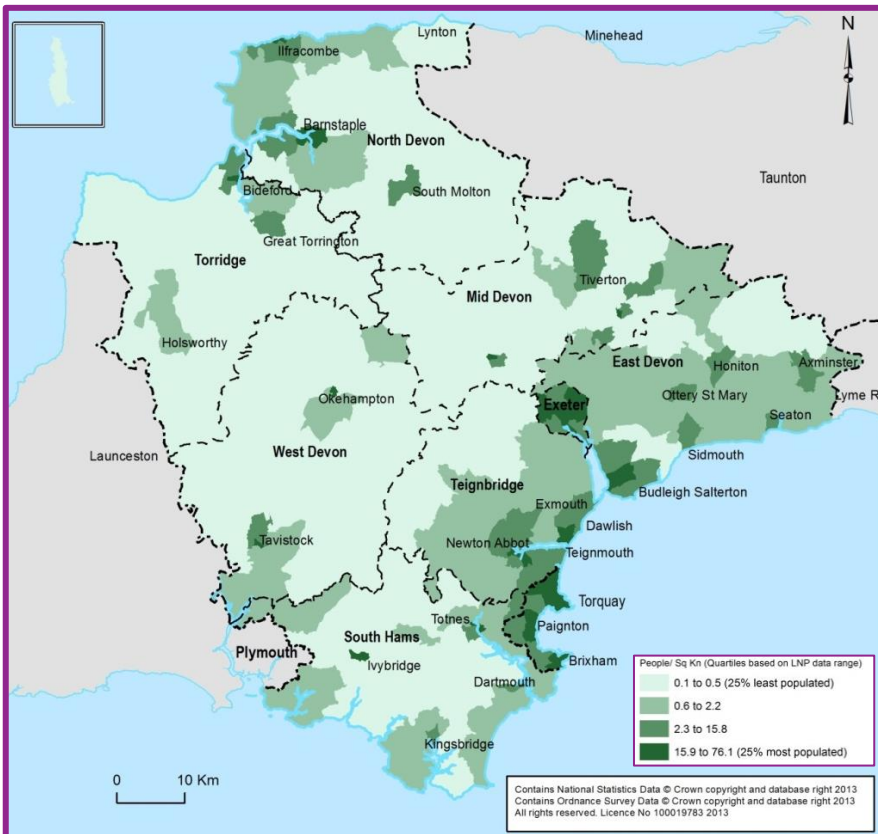 Lynton
Minehead
N
Ilfracombe
Barnstaple
North Devon
Taunton
South Molton
Bideford
Great Torrington
Torridge
Tiverton
Mid Devon
Holsworthy
East Devon
Honiton
Axminster
Okehampton
Exeter
Ottery St Mary
Lyme R
Seaton
West Devon
Launceston
Sidmouth
Teignbridge
Budleigh Salterton
Exmouth
Dawlish
Tavistock
Newton Abbot
Teignmouth
Torquay
Totnes
Paignton
South Hams
Plymouth
Ivybridge
Brixham
Dartmouth
Kingsbridge
0 10 Km
People/ Sq Kn (Quartiles based on LNP data range)
0.1 to 0.5 (25% least populated)
0.6 to 2.2
2.3 to 15.8
15.9 to 76.1 (25% most populated)
Contains National Statistics Data © Crown copyright and database right 2013
Contains Ordnance Survey Data © Crown copyright and database right 2013
All rights reserved. Licence No 100019783 2013